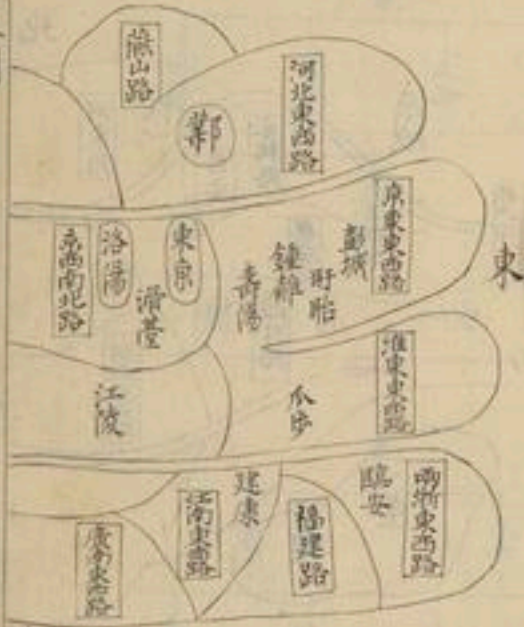 東
河北東西路
燕山路
鄴
京東東西路
彭城
盱眙
鍾離
壽陽
東京
滑臺
洛陽
京西南北路
淮東東西路
瓜步
江陵
兩浙東西路
臨安
福建路
建康
江南東西路
廣南東西路